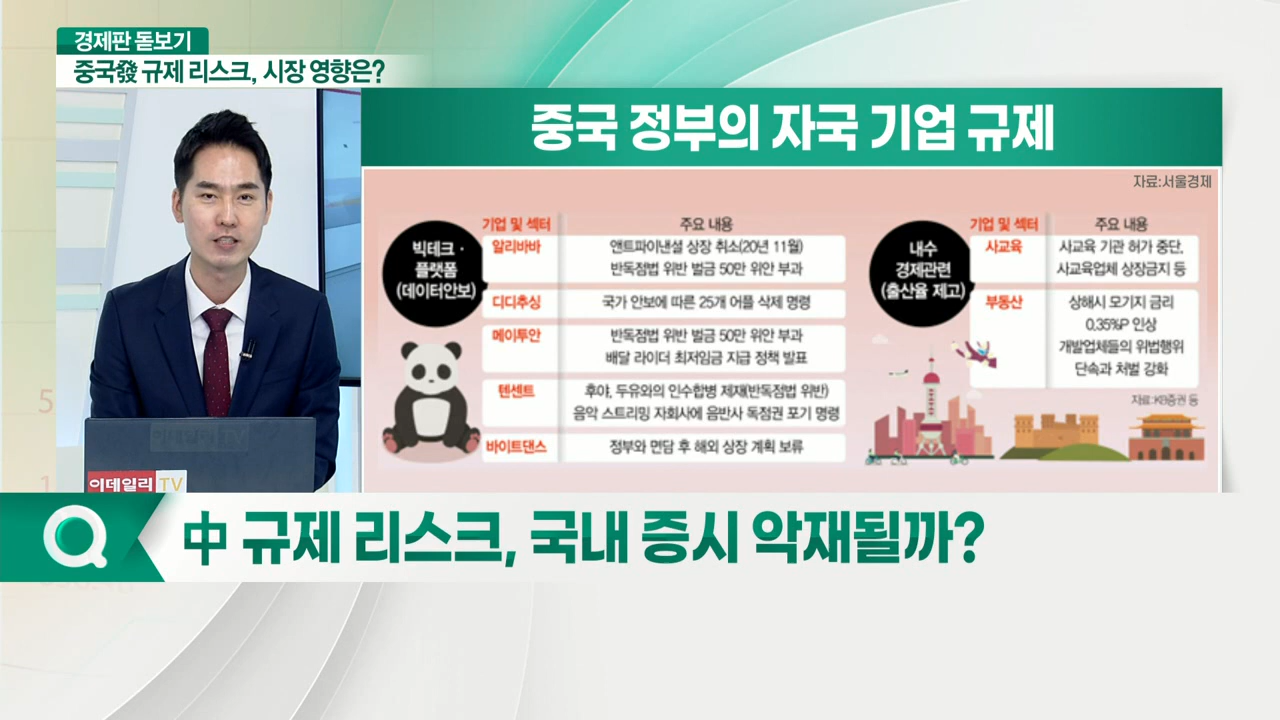 경제판 돋보기
중국發 규제 리스크, 시장 영향은?
중국 정부의 자국 기업 규제
자료:서울경제
빅테크·
플랫폼
(데이터안보)
기업 및 섹터
주요 내용
알리바바
앤트파이낸셜 상장 취소(20년 11월)
반독점법 위반 벌금 50만 위안 부과
디디추싱
국가 안보에 따른 25개 어플 삭제 명령
메이투안
반독점법 위반 벌금 50만 위안 부과
배달 라이더 최저임금 지급 정책 발표
텐센트
후야, 두유와의 인수합병 제재(반독점법 위반)
음악 스트리밍 자회사에 음반사 독점권 포기 명령
바이트댄스
정부와 면담 후 해외 상장 계획 보류
내수
경제관련
(출산율 제고)
기업 및 섹터
주요 내용
사교육
사교육 기관 허가 중단,
사교육업체 상장금지 등
부동산
상해시 모기지 금리
0.35%P 인상
개발업체들의 위법행위
단속과 처벌 강화
자료:KB증권 등
이데일리 TV
이데일리 TV
5
1
中 규제 리스크, 국내 증시 악재될까?